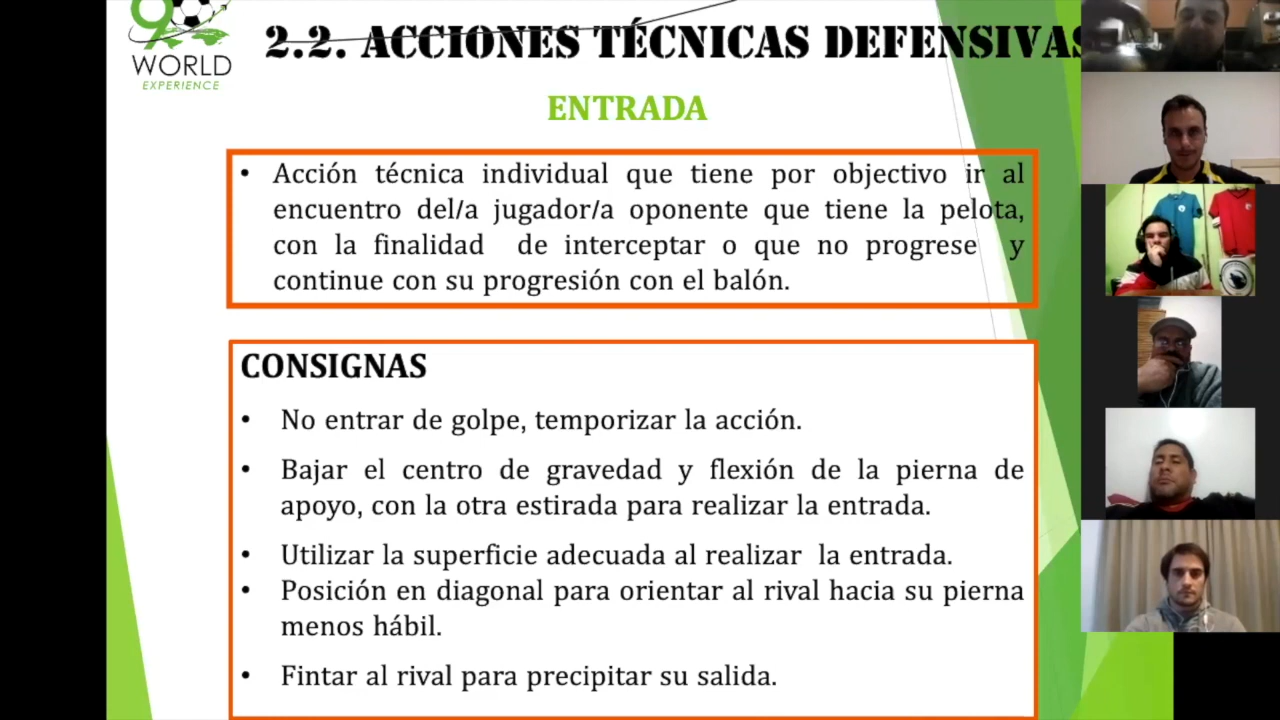 90
WORLD
EXPERIENCE
2.2. ACCIONES TÉCNICAS DEFENSIVAS
ENTRADA
• Acción técnica individual que tiene por objectivo ir al
encuentro del/a jugador/a oponente que tiene la pelota,
con la finalidad de interceptar o que no progrese y
continue con su progresión con el balón.
CONSIGNAS
• No entrar de golpe, temporizar la acción.
• Bajar el centro de gravedad y flexión de la pierna de
apoyo, con la otra estirada para realizar la entrada.
• Utilizar la superficie adecuada al realizar la entrada.
• Posición en diagonal para orientar al rival hacia su pierna
menos hábil.
• Fintar al rival para precipitar su salida.